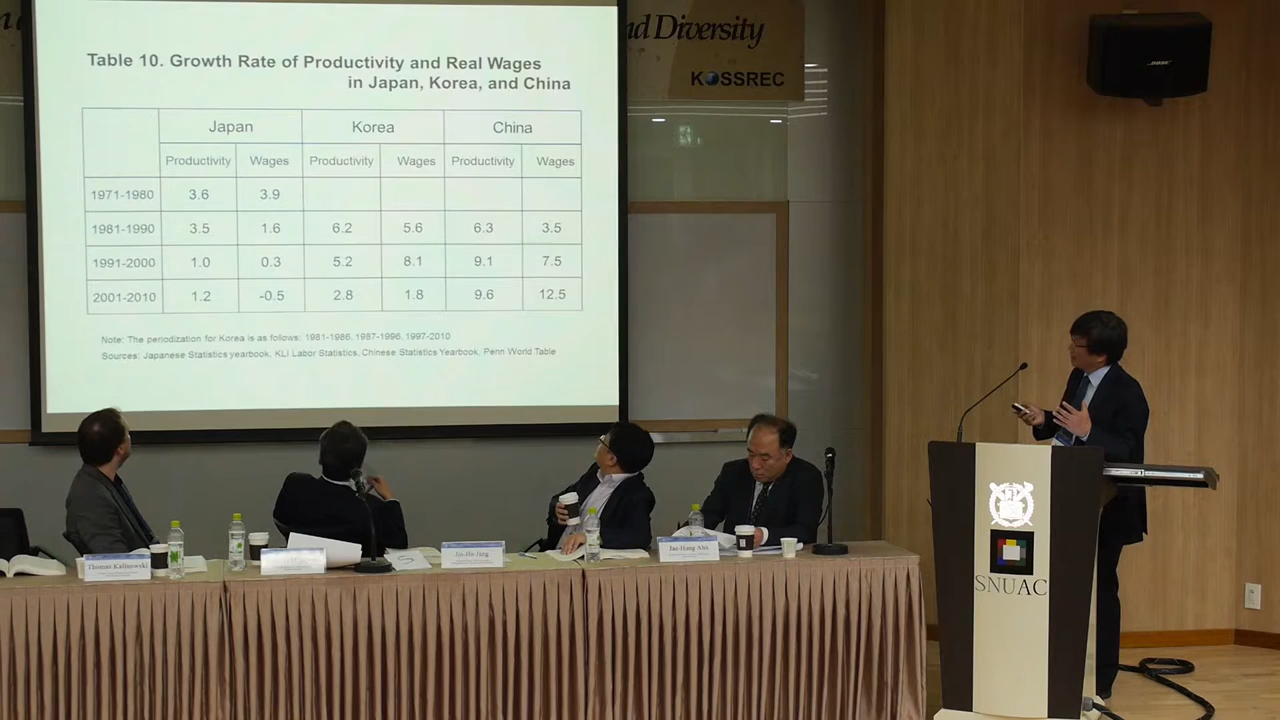 nd Diversity
KOSSREC
BOSE
Table 10. Growth Rate of Productivity and Real Wages
in Japan, Korea, and China
Japan Korea China
Productivity Wages Productivity Wages Productivity Wages
1971-1980 3.6 3.9
1981-1990 3.5 1.6 6.2 5.6 6.3 3.5
1991-2000 1.0 0.3 5.2 8.1 9.1 7.5
2001-2010 1.2 -0.5 2.8 1.8 9.6 12.5
Note: The periodization for Korea is as follows: 1981-1986, 1987-1996, 1997-2010
Sources: Japanese Statistics yearbook, KLI Labor Statistics, Chinese Statistics Yearbook, Penn World Table
Thomas Kalinowski
Jin-Ho Jang
Jae-Hung Ahn
SNUAC